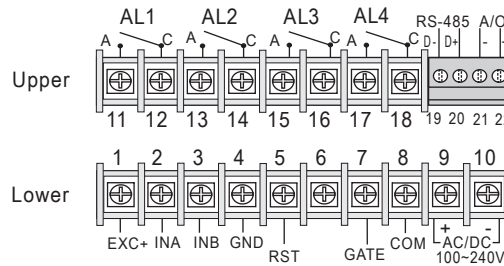 AL1 AL2 AL3 AL4
RS-485 A/O
A C A C A C A C D- D+ -
Upper
11 12 13 14 15 16 17 18 19 20 21
1 2 3 4 5 6 7 8 9 10
Lower
EXC+ INA INB GND RST GATE COM + -
AC/DC
100~240V